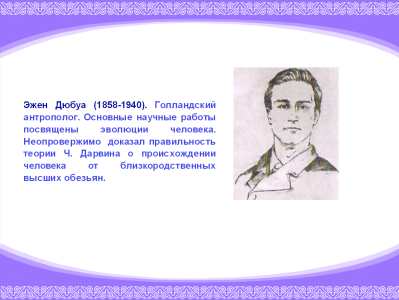 Эжен Дюбуа (1858-1940). Голландский
антрополог. Основные научные работы
посвящены эволюции человека.
Неопровержимо доказал правильность
теории Ч. Дарвина о происхождении
человека от близкородственных
высших обезьян.